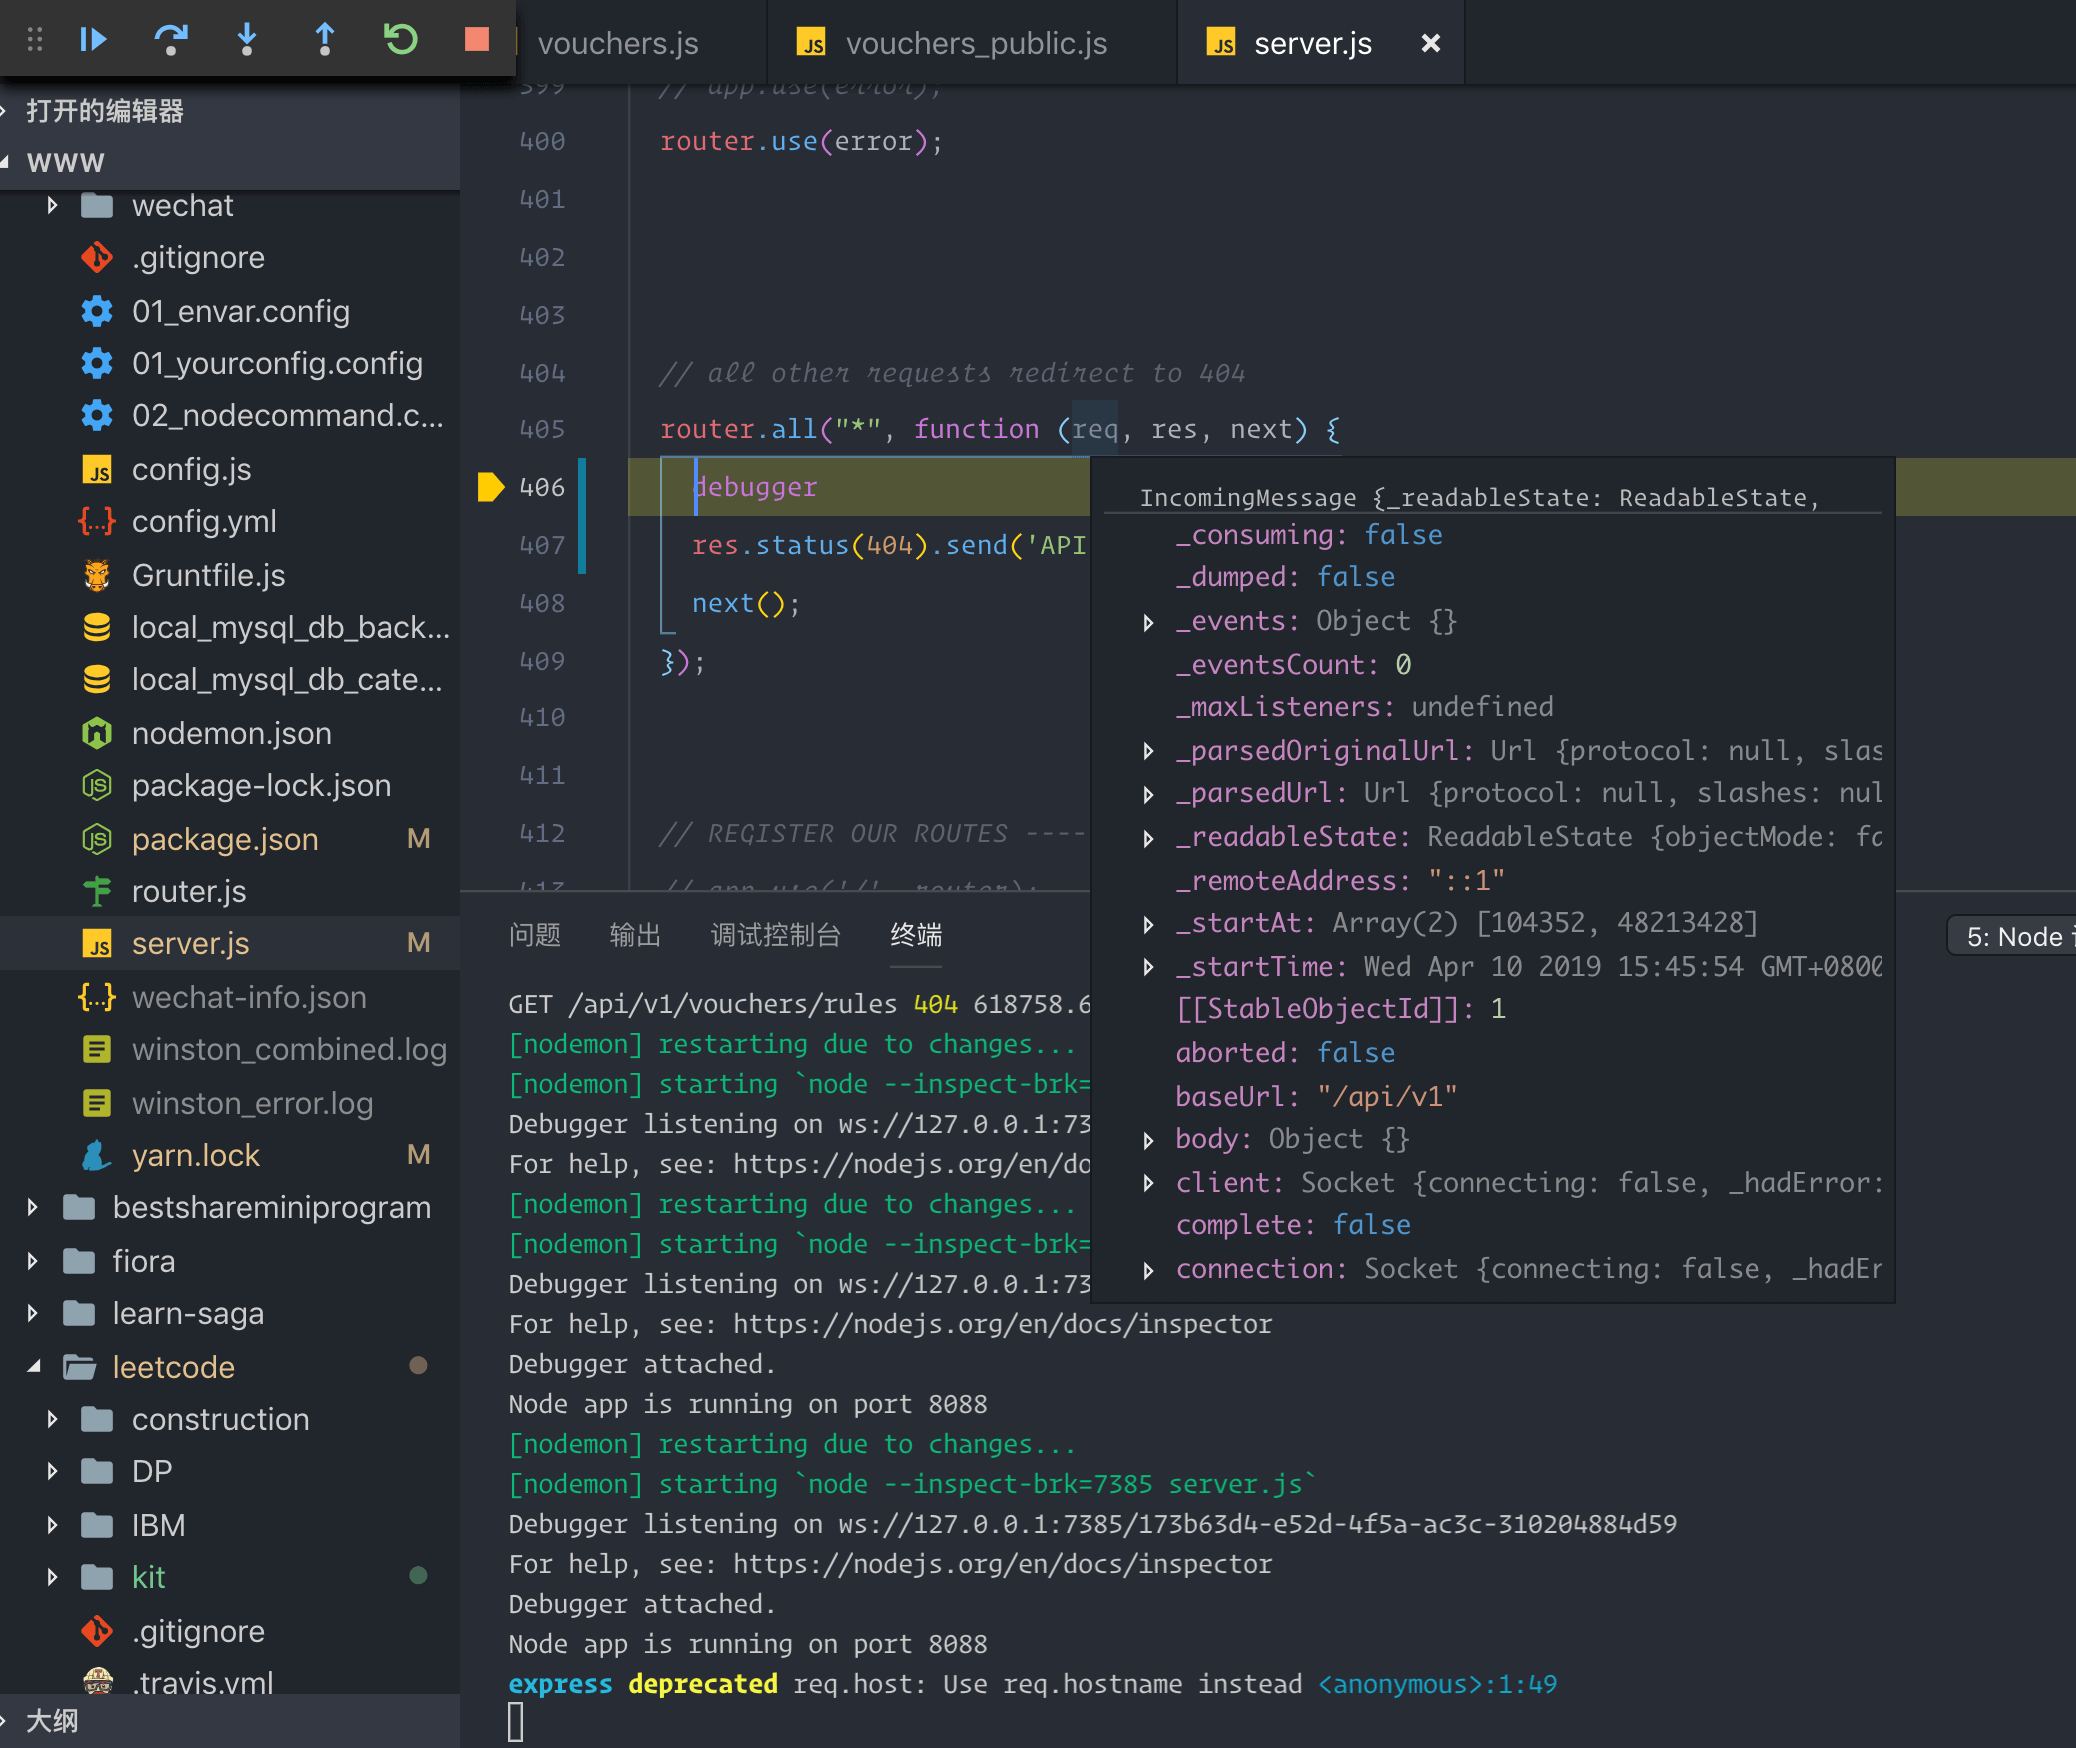 vouchers.js
vouchers_public.js
server.js
打开的编辑器
WWW
wechat
.gitignore
01_envar.config
01_yourconfig.config
02_nodecommand.c...
config.js
config.yml
Gruntfile.js
local_mysql_db_back...
local_mysql_db_cate...
nodemon.json
package-lock.json
package.json M
router.js
server.js M
wechat-info.json
winston_combined.log
winston_error.log
yarn.lock M
bestshareminiprogram
fiora
learn-saga
leetcode
construction
DP
IBM
kit
.gitignore
.travis.yml
大纲
399 // app.use(error);
400 router.use(error);
401
402
403
404 // all other requests redirect to 404
405 router.all("*", function (req, res, next) {
406 debugger
407 res.status(404).send('API
408 next();
409 });
410
411
412 // REGISTER OUR ROUTES ----
413 // app.use('/', router);
IncomingMessage {_readableState: ReadableState,
_consuming: false
_dumped: false
_events: Object {}
_eventsCount: 0
_maxListeners: undefined
_parsedOriginalUrl: Url {protocol: null, slas
_parsedUrl: Url {protocol: null, slashes: nul
_readableState: ReadableState {objectMode: fa
_remoteAddress: "::1"
_startAt: Array(2) [104352, 48213428]
_startTime: Wed Apr 10 2019 15:45:54 GMT+0800
[[StableObjectId]]: 1
aborted: false
baseUrl: "/api/v1"
body: Object {}
client: Socket {connecting: false, _hadError:
complete: false
connection: Socket {connecting: false, _hadEr
问题 输出 调试控制台 终端
5: Node
GET /api/v1/vouchers/rules 404 618758.6
[nodemon] restarting due to changes...
[nodemon] starting `node --inspect-brk=
Debugger listening on ws://127.0.0.1:73
For help, see: https://nodejs.org/en/do
[nodemon] restarting due to changes...
[nodemon] starting `node --inspect-brk=
Debugger listening on ws://127.0.0.1:73
For help, see: https://nodejs.org/en/docs/inspector
Debugger attached.
Node app is running on port 8088
[nodemon] restarting due to changes...
[nodemon] starting `node --inspect-brk=7385 server.js`
Debugger listening on ws://127.0.0.1:7385/173b63d4-e52d-4f5a-ac3c-310204884d59
For help, see: https://nodejs.org/en/docs/inspector
Debugger attached.
Node app is running on port 8088
express deprecated req.host: Use req.hostname instead <anonymous>:1:49